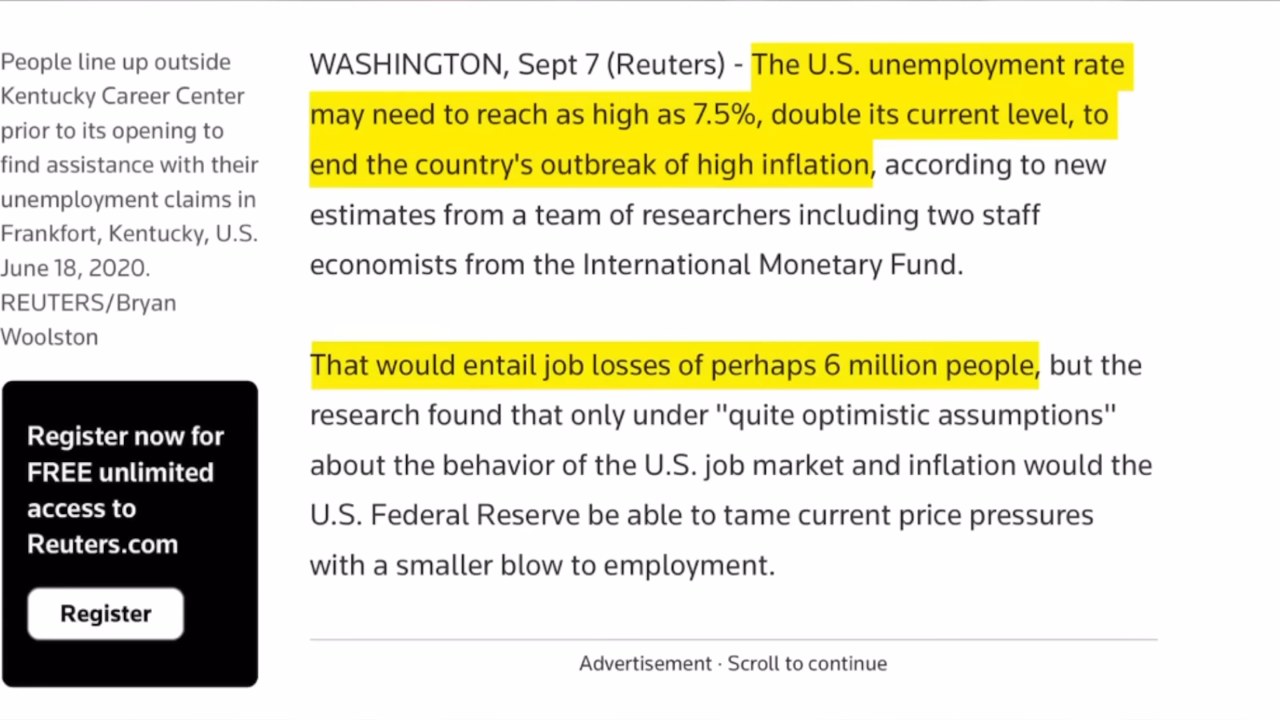 People line up outside
Kentucky Career Center
prior to its opening to
find assistance with their
unemployment claims in
Frankfort, Kentucky, U.S.
June 18, 2020.
REUTERS/Bryan
Woolston
Register now for
FREE unlimited
access to
Reuters.com
Register
WASHINGTON, Sept 7 (Reuters) - The U.S. unemployment rate
may need to reach as high as 7.5%, double its current level, to
end the country's outbreak of high inflation, according to new
estimates from a team of researchers including two staff
economists from the International Monetary Fund.
That would entail job losses of perhaps 6 million people, but the
research found that only under "quite optimistic assumptions"
about the behavior of the U.S. job market and inflation would the
U.S. Federal Reserve be able to tame current price pressures
with a smaller blow to employment.
Advertisement · Scroll to continue